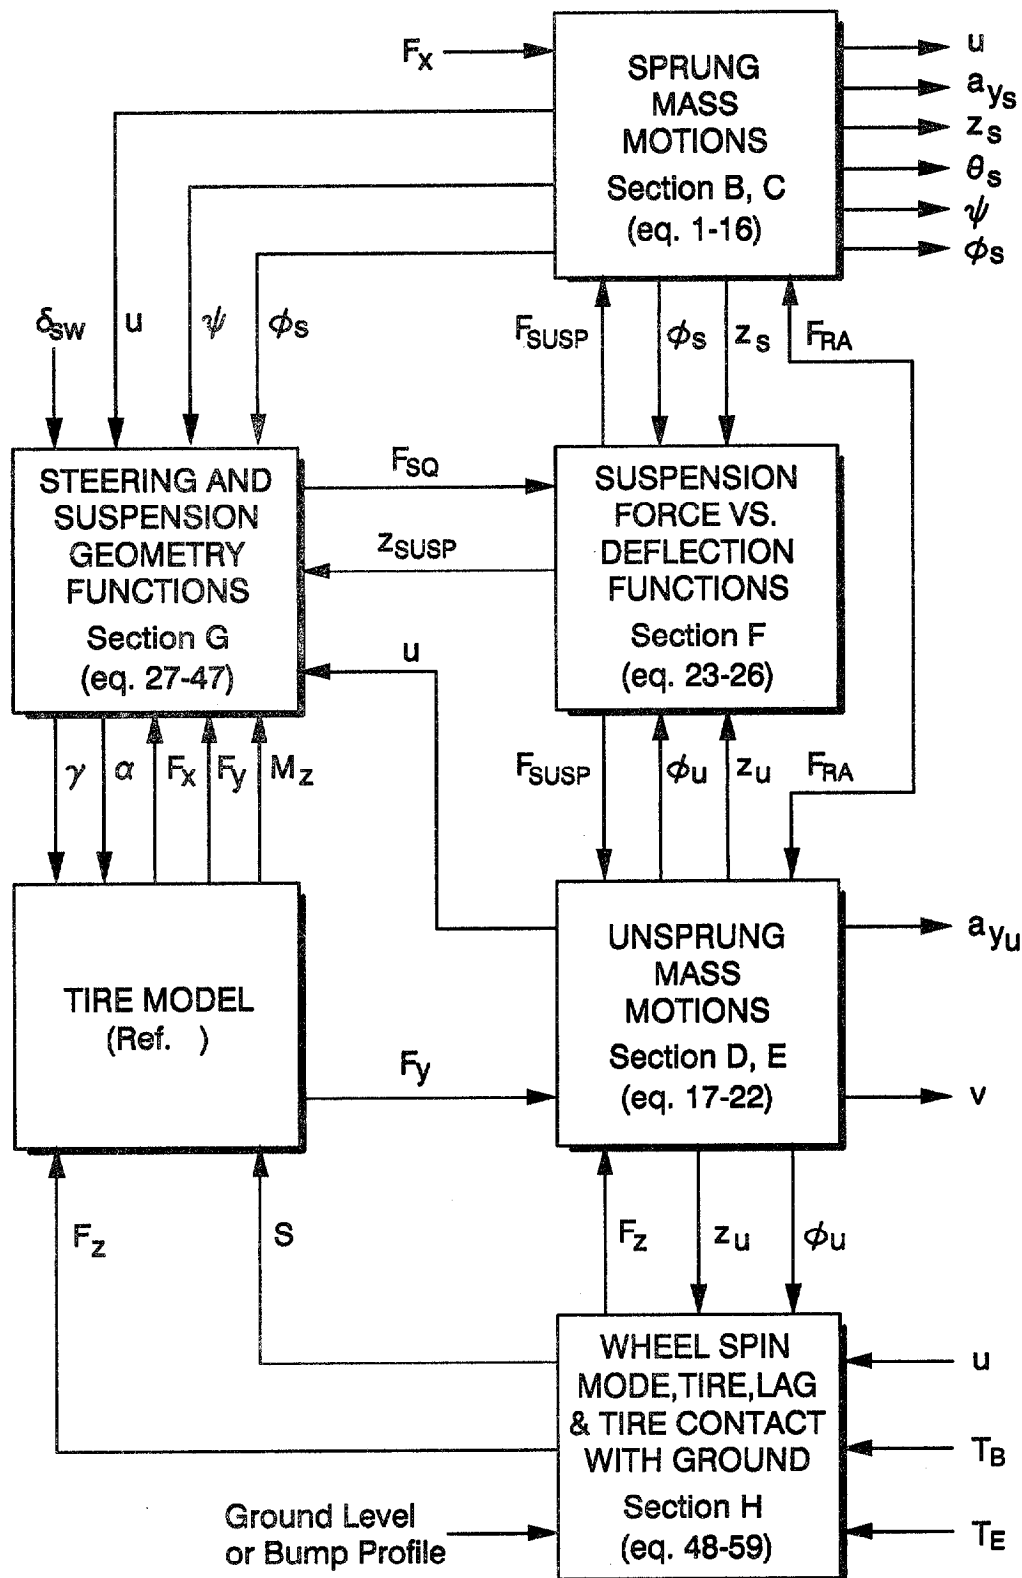 Fx
SPRUNG
MASS
MOTIONS
Section B, C
(eq. 1-16)
u
ays
zs
θs
ψ
ϕs
δsw
u
ψ
ϕs
FSUSP
ϕs
zs
FRA
STEERING AND
SUSPENSION
GEOMETRY
FUNCTIONS
Section G
(eq. 27-47)
FSQ
zSUSP
u
SUSPENSION
FORCE VS.
DEFLECTION
FUNCTIONS
Section F
(eq. 23-26)
γ
α
Fx
Fy
Mz
FSUSP
ϕu
zu
FRA
TIRE MODEL
(Ref. )
Fy
UNSPRUNG
MASS
MOTIONS
Section D, E
(eq. 17-22)
ayu
v
Fz
S
Fz
zu
ϕu
WHEEL SPIN
MODE,TIRE,LAG
& TIRE CONTACT
WITH GROUND
Section H
(eq. 48-59)
u
TB
TE
Ground Level
or Bump Profile